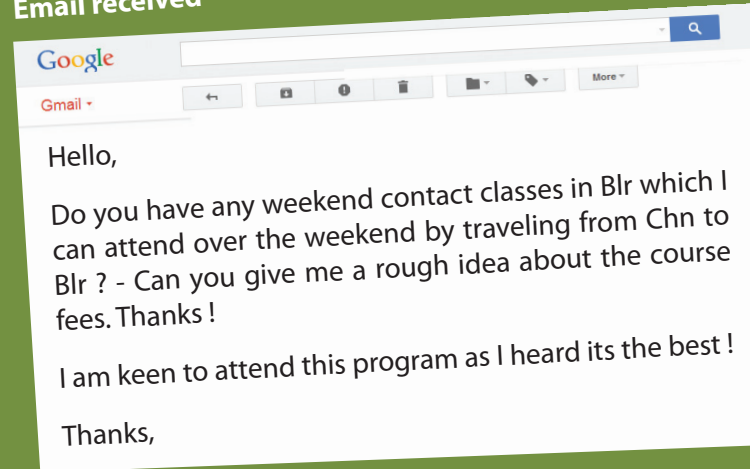 Email received
Google
Gmail
More
Hello,
Do you have any weekend contact classes in Blr which I
can attend over the weekend by traveling from Chn to
Blr ? - Can you give me a rough idea about the course
fees. Thanks !
I am keen to attend this program as I heard its the best !
Thanks,